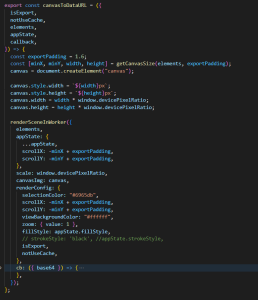 export const canvasToDataURL = ({
isExport,
notUseCache,
elements,
appState,
callback,
}) => {
const exportPadding = 1.6;
const [minX, minY, width, height] = getCanvasSize(elements, exportPadding);
canvas = document.createElement("canvas");
canvas.style.width = `${width}px`;
canvas.style.height = `${height}px`;
canvas.width = width * window.devicePixelRatio;
canvas.height = height * window.devicePixelRatio;
renderSceneInWorker({
elements,
appState: {
...appState,
scrollX: -minX + exportPadding,
scrollY: -minY + exportPadding,
},
scale: window.devicePixelRatio,
canvasImg: canvas,
renderConfig: {
selectionColor: "#6965db",
scrollX: -minX + exportPadding,
scrollY: -minY + exportPadding,
viewBackgroundColor: "#ffffff",
zoom: { value: 1 },
fillStyle: appState.fillStyle,
// strokeStyle: 'black', //appState.strokeStyle,
isExport,
notUseCache,
},
cb: ({ base64 }) => {
},
});
};